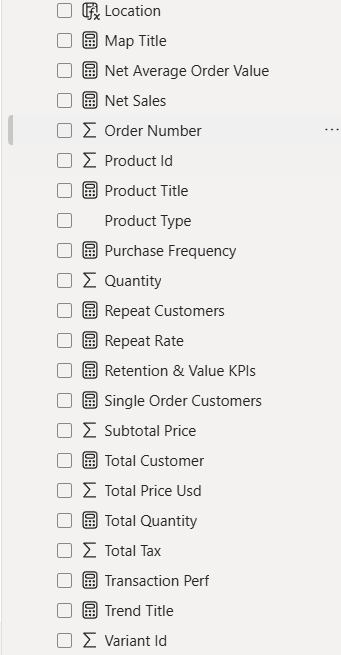 Location
Map Title
Net Average Order Value
Net Sales
Order Number
Product Id
Product Title
Product Type
Purchase Frequency
Quantity
Repeat Customers
Repeat Rate
Retention & Value KPIs
Single Order Customers
Subtotal Price
Total Customer
Total Price Usd
Total Quantity
Total Tax
Transaction Perf
Trend Title
Variant Id